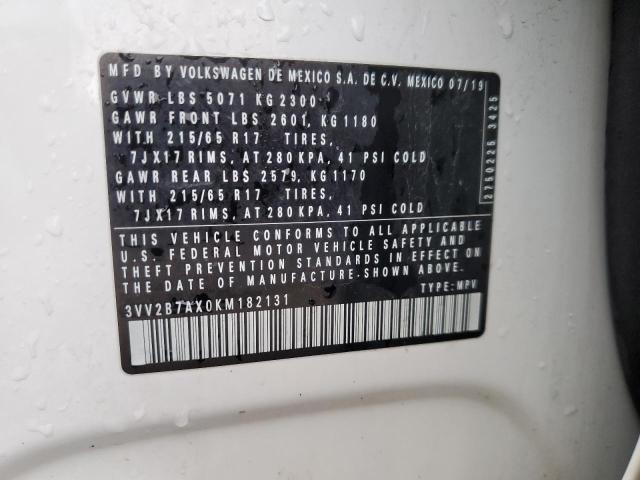 MFD BY VOLKSWAGEN DE MEXICO S.A. DE C.V. MEXICO 07/19
GVWR LBS 5071 KG 2300
GAWR FRONT LBS 2601, KG 1180
WITH 215/65 R17 TIRES,
7JX17 RIMS, AT 280 KPA, 41 PSI COLD
GAWR REAR LBS 2579, KG 1170
WITH 215/65 R17 TIRES,
7JX17 RIMS, AT 280 KPA, 41 PSI COLD
THIS VEHICLE CONFORMS TO ALL APPLICABLE
U.S. FEDERAL MOTOR VEHICLE SAFETY AND
THEFT PREVENTION STANDARDS IN EFFECT ON
THE DATE OF MANUFACTURE SHOWN ABOVE.
3VV2B7AX0KM182131 TYPE: MPV
2750225 3425